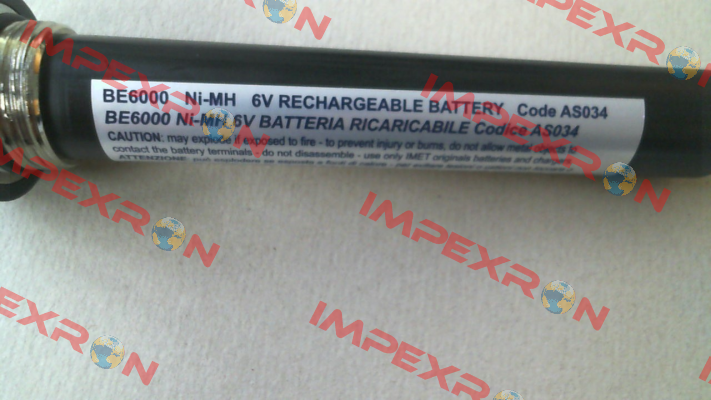 BE6000 Ni-MH 6V RECHARGEABLE BATTERY Code AS034
BE6000 Ni-MH 6V BATTERIA RICARICABILE Codice AS034
CAUTION: may explode if exposed to fire - to prevent injury or burns, do not allow metal objects to
contact the battery terminals - do not disassemble - use only IMET originals batteries and
ATTENZIONE:
IMPEXRON
IMPEXRON
IMPEXRON
IMPEXRON
IMPEXRON
IMPEXRON